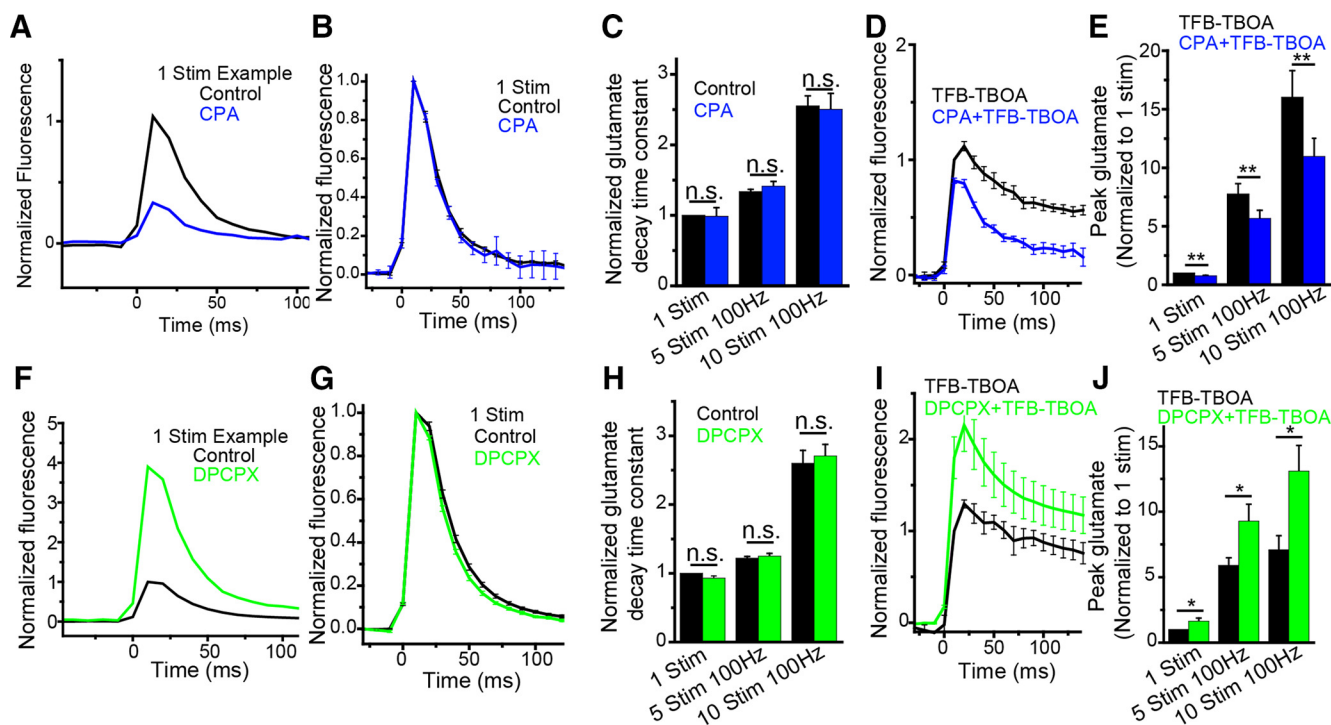 A
Normalized Fluorescence
1
0
1 Stim Example
Control
CPA
0
50
100
Time (ms)
B
Normalized fluorescence
1.0
0.8
0.6
0.4
0.2
0.0
1 Stim
Control
CPA
0
50
100
Time (ms)
C
Normalized glutamate
decay time constant
3
2
1
Control
CPA
n.s.
n.s.
n.s.
1 Stim
5 Stim 100Hz
10 Stim 100Hz
D
Normalized fluorescence
2
1
0
TFB-TBOA
CPA+TFB-TBOA
0
50
100
Time (ms)
E
TFB-TBOA
CPA+TFB-TBOA
Peak glutamate
(Normalized to 1 stim)
20
15
10
5
0
**
**
**
1 Stim
5 Stim 100Hz
10 Stim 100Hz
F
Normalized fluorescence
5
4
3
2
1
0
1 Stim Example
Control
DPCPX
0
50
100
Time (ms)
G
Normalized fluorescence
1.0
0.8
0.6
0.4
0.2
0.0
1 Stim
Control
DPCPX
0
50
100
Time (ms)
H
Normalized glutamate
decay time constant
3
2
1
0
Control
DPCPX
n.s.
n.s.
n.s.
1 Stim
5 Stim 100Hz
10 Stim 100Hz
I
TFB-TBOA
DPCPX+TFB-TBOA
Normalized fluorescence
2
1
0
0
50
100
Time (ms)
J
TFB-TBOA
DPCPX+TFB-TBOA
Peak glutamate
(Normalized to 1 stim)
15
10
5
0
*
*
*
1 Stim
5 Stim 100Hz
10 Stim 100Hz